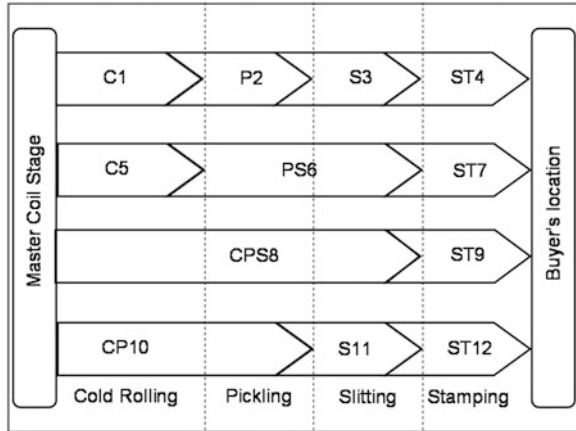 Master Coil Stage
C1 P2 S3 ST4
C5 PS6 ST7
CPS8 ST9
CP10 S11 ST12
Cold Rolling Pickling Slitting Stamping
Buyer's location